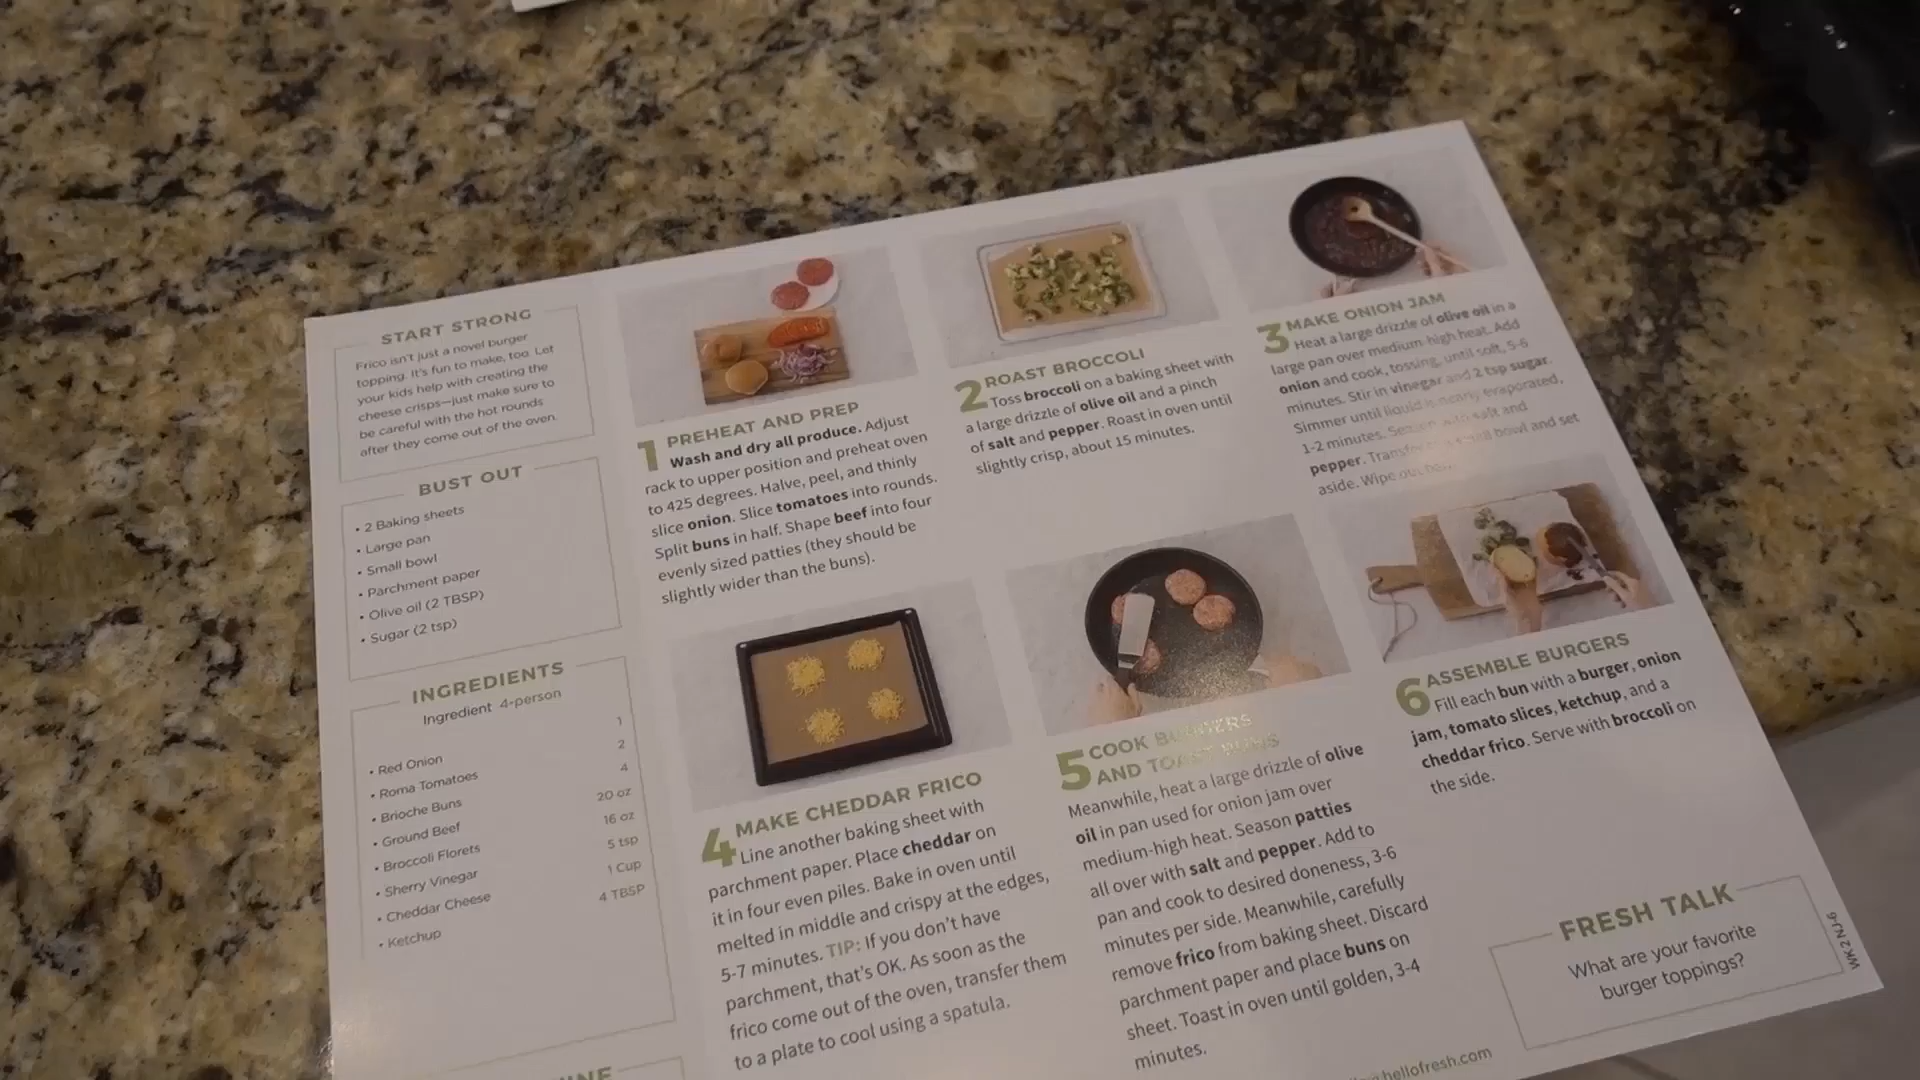 START STRONG
Frico isn't just a novel burger
topping. It's fun to make, too. Let
your kids help with creating the
cheese crisps—just make sure to
be careful with the hot rounds
after they come out of the oven.
BUST OUT
• 2 Baking sheets
• Large pan
• Small bowl
• Parchment paper
• Olive oil (2 TBSP)
• Sugar (2 tsp)
INGREDIENTS
Ingredient 4-person
• Red Onion 1
• Roma Tomatoes 2
• Brioche Buns 4
• Ground Beef 20 oz
• Broccoli Florets 16 oz
• Sherry Vinegar 5 tsp
• Cheddar Cheese 1 Cup
• Ketchup 4 TBSP
1 PREHEAT AND PREP
Wash and dry all produce. Adjust
rack to upper position and preheat oven
to 425 degrees. Halve, peel, and thinly
slice onion. Slice tomatoes into rounds.
Split buns in half. Shape beef into four
evenly sized patties (they should be
slightly wider than the buns).
2 ROAST BROCCOLI
Toss broccoli on a baking sheet with
a large drizzle of olive oil and a pinch
of salt and pepper. Roast in oven until
slightly crisp, about 15 minutes.
3 MAKE ONION JAM
Heat a large drizzle of olive oil in a
large pan over medium-high heat. Add
onion and cook, tossing, until soft, 5-6
minutes. Stir in vinegar and 2 tsp sugar.
Simmer until liquid is nearly evaporated,
1-2 minutes. Season with salt and
pepper. Transfer to a small bowl and set
aside. Wipe out
4 MAKE CHEDDAR FRICO
Line another baking sheet with
parchment paper. Place cheddar on
it in four even piles. Bake in oven until
melted in middle and crispy at the edges,
5-7 minutes. TIP: If you don't have
parchment, that's OK. As soon as the
frico come out of the oven, transfer them
to a plate to cool using a spatula.
5 COOK BURGERS
AND TOAST BUNS
Meanwhile, heat a large drizzle of olive
oil in pan used for onion jam over
medium-high heat. Season patties
all over with salt and pepper. Add to
pan and cook to desired doneness, 3-6
minutes per side. Meanwhile, carefully
remove frico from baking sheet. Discard
parchment paper and place buns on
sheet. Toast in oven until golden, 3-4
minutes.
6 ASSEMBLE BURGERS
Fill each bun with a burger, onion
jam, tomato slices, ketchup, and a
cheddar frico. Serve with broccoli on
the side.
FRESH TALK
What are your favorite
burger toppings?
WK 2 NJ-6
@hellofresh.com